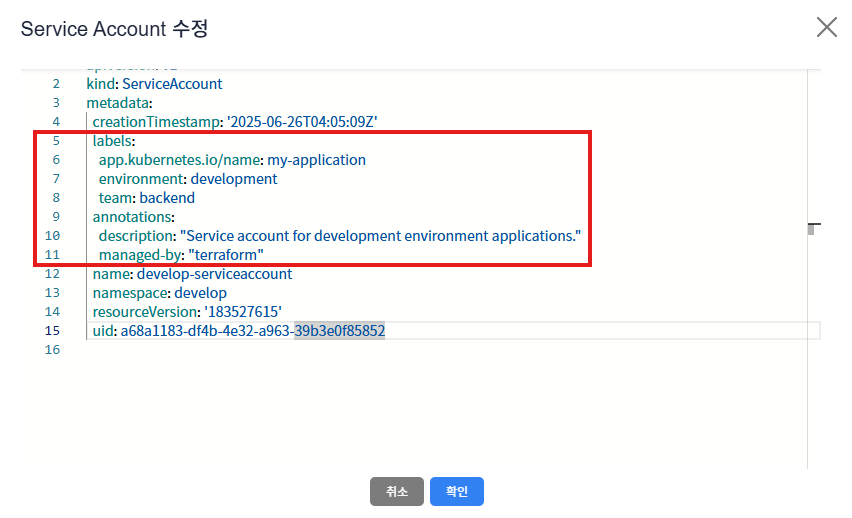 Service Account 수정
2 kind: ServiceAccount
3 metadata:
4 creationTimestamp: '2025-06-26T04:05:09Z'
5 labels:
6 app.kubernetes.io/name: my-application
7 environment: development
8 team: backend
9 annotations:
10 description: "Service account for development environment applications."
11 managed-by: "terraform"
12 name: develop-serviceaccount
13 namespace: develop
14 resourceVersion: '183527615'
15 uid: a68a1183-df4b-4e32-a963-39b3e0f85852
16
취소 확인